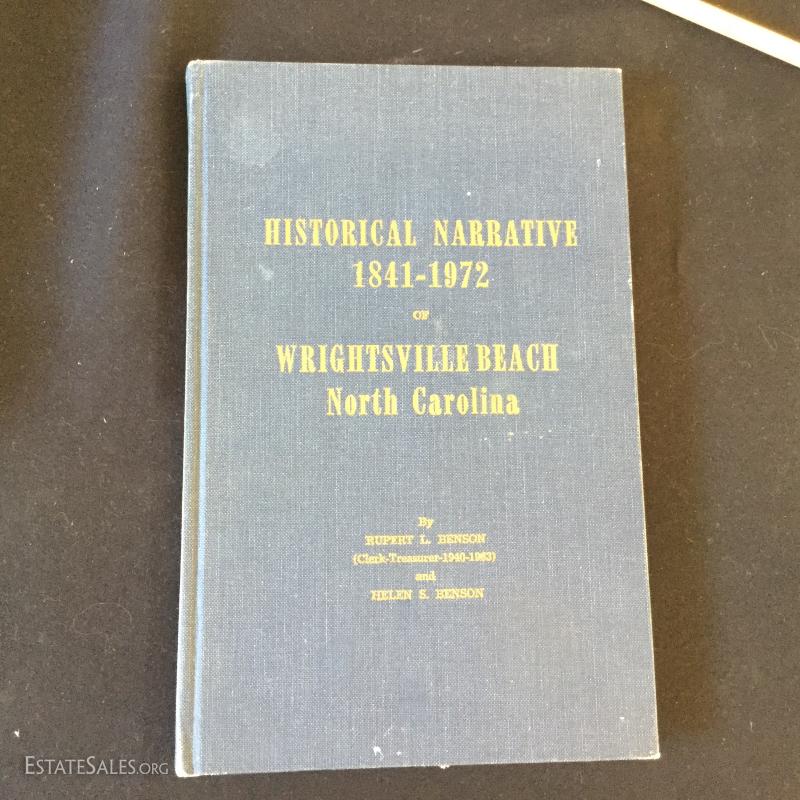 HISTORICAL NARRATIVE
1841-1972
OF
WRIGHTSVILLE BEACH
North Carolina
By
RUPERT L. BENSON
(Clerk-Treasurer-1940-1963)
and
HELEN S. BENSON
ESTATESALES.ORG